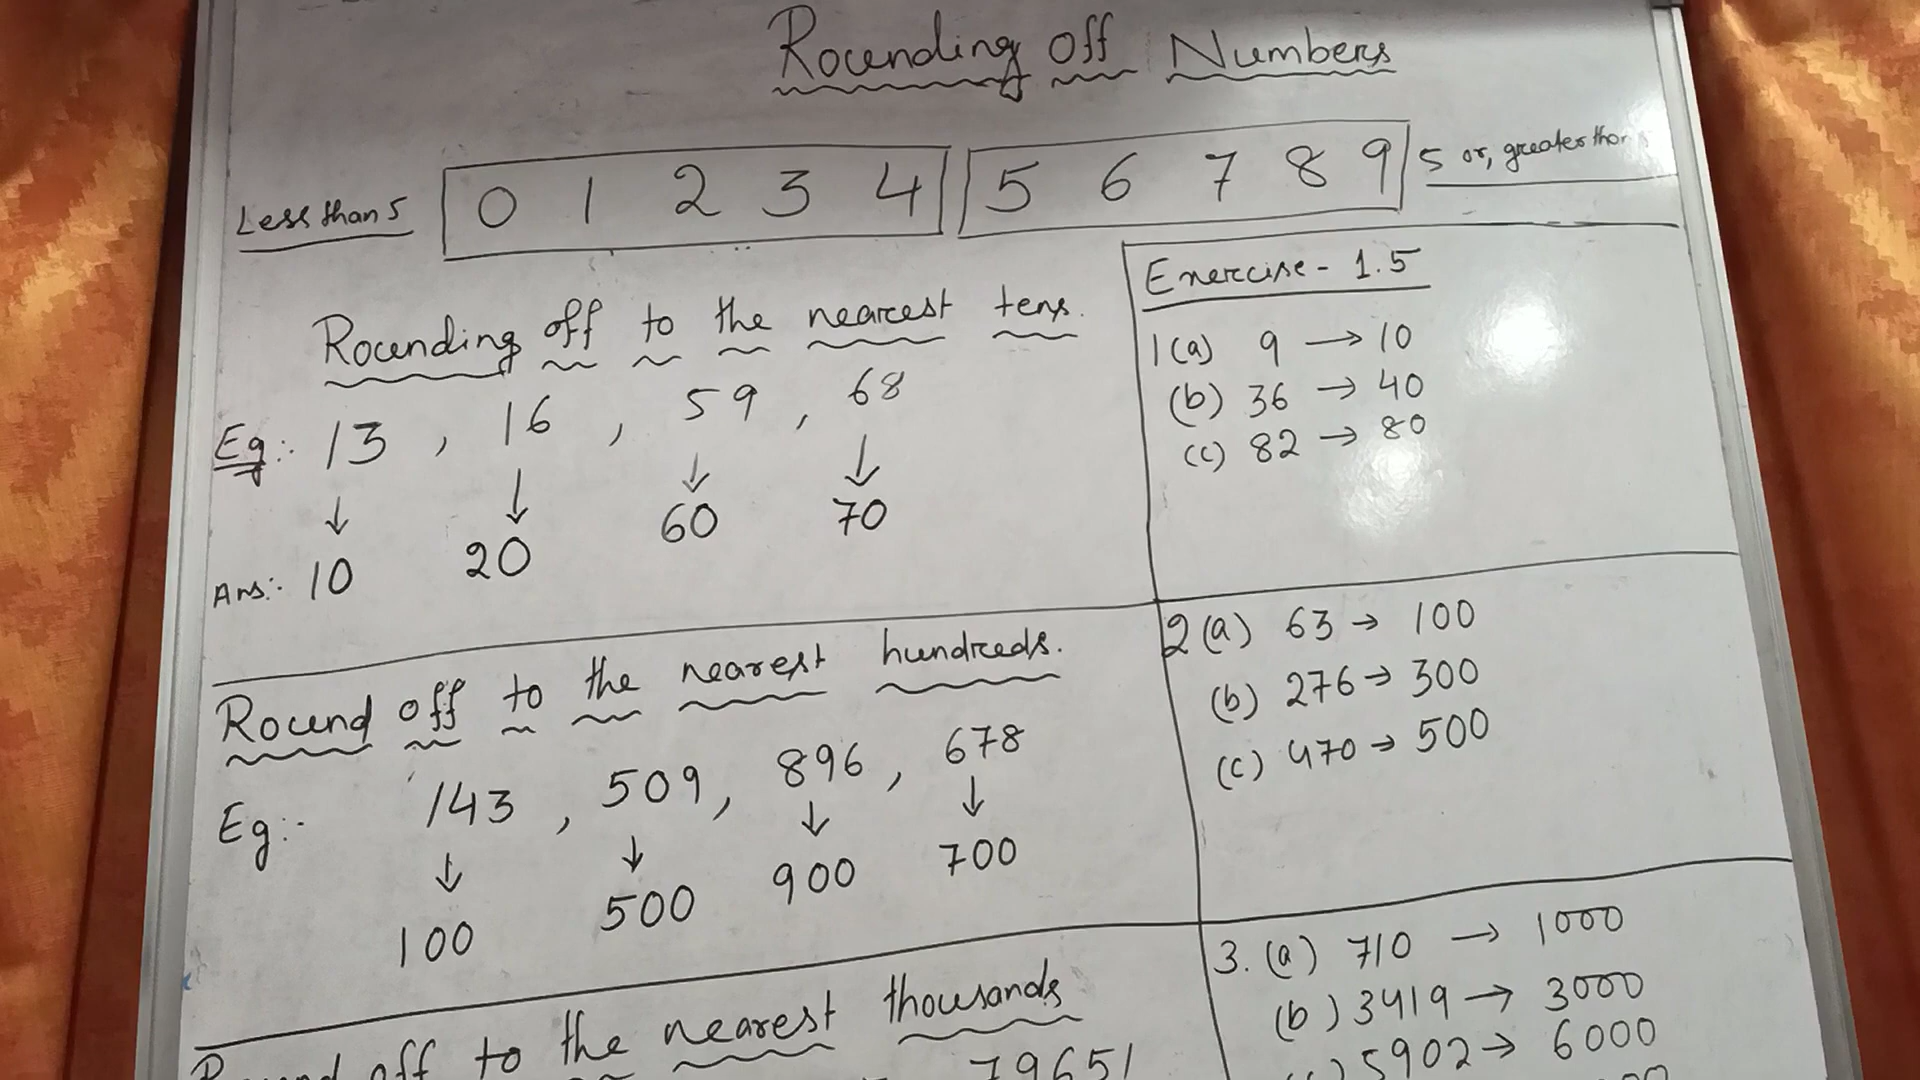 Rounding off Numbers
Less than 5 0 1 2 3 4 5 6 7 8 9 5 or, greater than
Rounding off to the nearest tens.
Eg:- 13 , 16 , 59 , 68
↓ ↓ ↓ ↓
Ans:- 10 20 60 70
Round off to the nearest hundreds.
Eg:- 143 , 509 , 896 , 678
↓ ↓ ↓ ↓
100 500 900 700
Round off to the nearest thousands
79651
Exercise - 1.5
1(a) 9 → 10
(b) 36 → 40
(c) 82 → 80
2(a) 63 → 100
(b) 276 → 300
(c) 470 → 500
3. (a) 710 → 1000
(b) 3419 → 3000
5902 → 6000